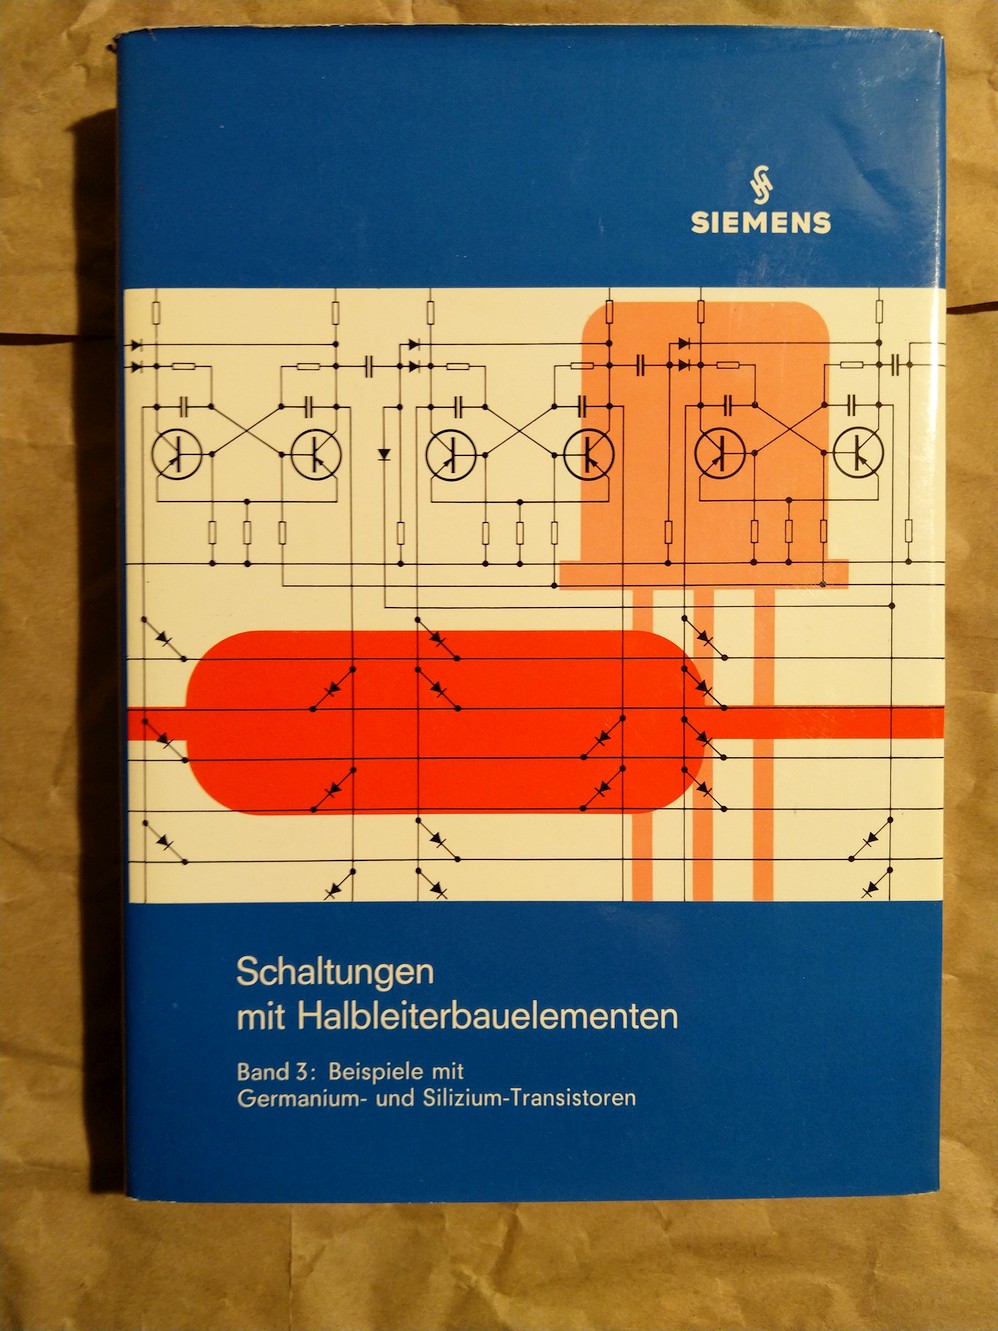 SIEMENS
Schaltungen
mit Halbleiterbauelementen
Band 3: Beispiele mit
Germanium- und Silizium-Transistoren